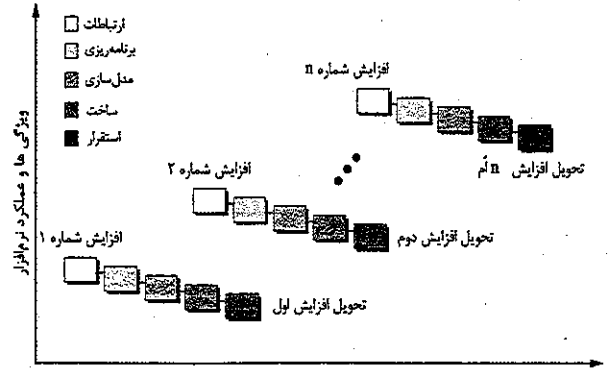 ارتباطات
برنامه‌ریزی
مدل‌سازی
ساخت
استقرار
ویژگی ها و عملکرد نرم‌افزار
افزایش شماره n
تحویل افزایش n اُم
افزایش شماره ۲
تحویل افزایش دوم
افزایش شماره ۱
تحویل افزایش اول